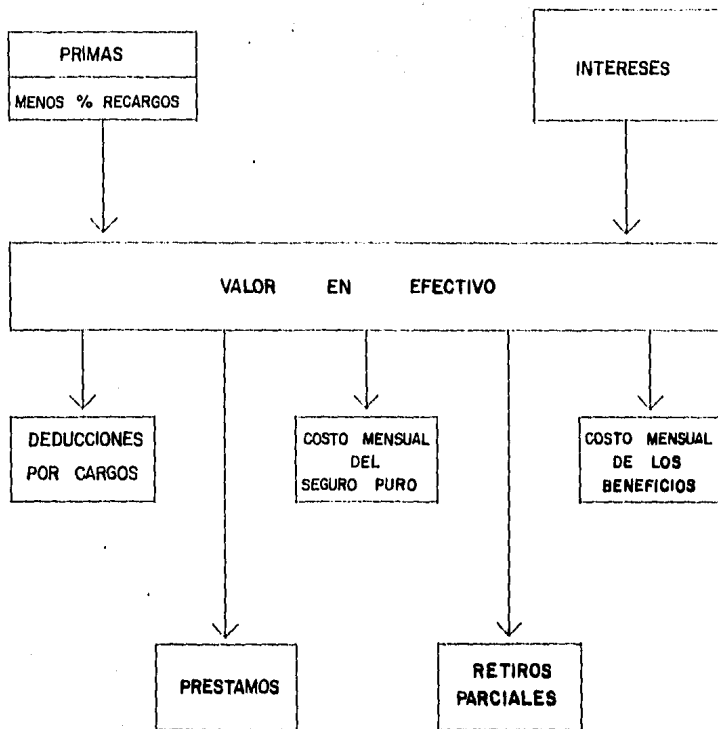 PRIMAS
MENOS % RECARGOS
INTERESES
VALOR EN EFECTIVO
DEDUCCIONES
POR CARGOS
COSTO MENSUAL
DEL
SEGURO PURO
COSTO MENSUAL
DE LOS
BENEFICIOS
PRESTAMOS
RETIROS
PARCIALES